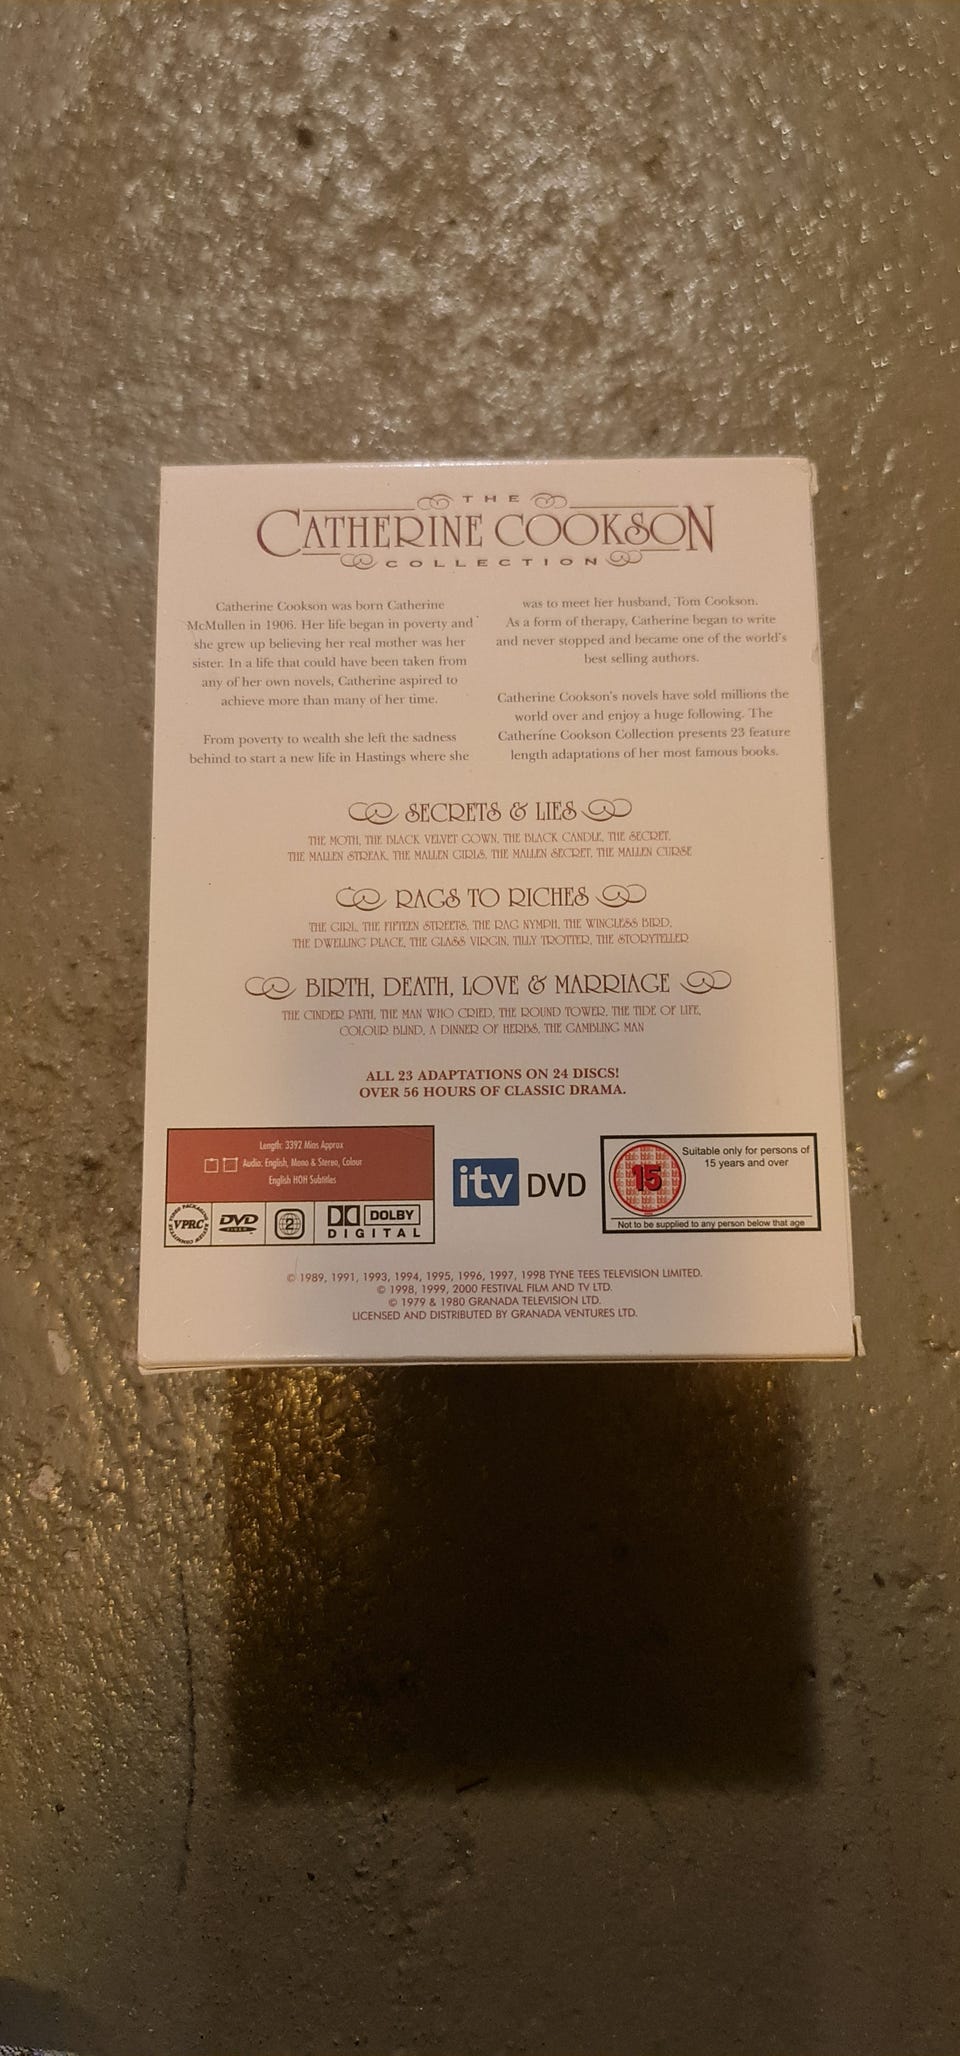 THE
CATHERINE COOKSON
COLLECTION
Catherine Cookson was born Catherine
McMullen in 1906. Her life began in poverty and
she grew up believing her real mother was her
sister. In a life that could have been taken from
any of her own novels, Catherine aspired to
achieve more than many of her time.
From poverty to wealth she left the sadness
behind to start a new life in Hastings where she
was to meet her husband, Tom Cookson.
As a form of therapy, Catherine began to write
and never stopped and became one of the world's
best selling authors.
Catherine Cookson's novels have sold millions the
world over and enjoy a huge following. The
Catherine Cookson Collection presents 23 feature
length adaptations of her most famous books.
SECRETS & LIES
THE MOTH, THE BLACK VELVET GOWN, THE BLACK CANDLE, THE SECRET,
THE MALLEN STREAK, THE MALLEN GIRLS, THE MALLEN SECRET, THE MALLEN CURSE
RAGS TO RICHES
THE GIRL, THE FIFTEEN STREETS, THE RAG NYMPH, THE WINGLESS BIRD,
THE DWELLING PLACE, THE GLASS VIRGIN, TILLY TROTTER, THE STORYTELLER
BIRTH, DEATH, LOVE & MARRIAGE
THE CINDER PATH, THE MAN WHO CRIED, THE ROUND TOWER, THE TIDE OF LIFE,
COLOUR BLIND, A DINNER OF HERBS, THE GAMBLING MAN
ALL 23 ADAPTATIONS ON 24 DISCS!
OVER 56 HOURS OF CLASSIC DRAMA.
Length: 3392 Mins Approx
Audio: English, Mono & Stereo, Colour
English HOH Subtitles
VPRC
DVD
VIDEO
2
DOLBY
DIGITAL
itv DVD
15
Suitable only for persons of
15 years and over
Not to be supplied to any person below that age
© 1989, 1991, 1993, 1994, 1995, 1996, 1997, 1998 TYNE TEES TELEVISION LIMITED.
© 1998, 1999, 2000 FESTIVAL FILM AND TV LTD.
© 1979 & 1980 GRANADA TELEVISION LTD.
LICENSED AND DISTRIBUTED BY GRANADA VENTURES LTD.